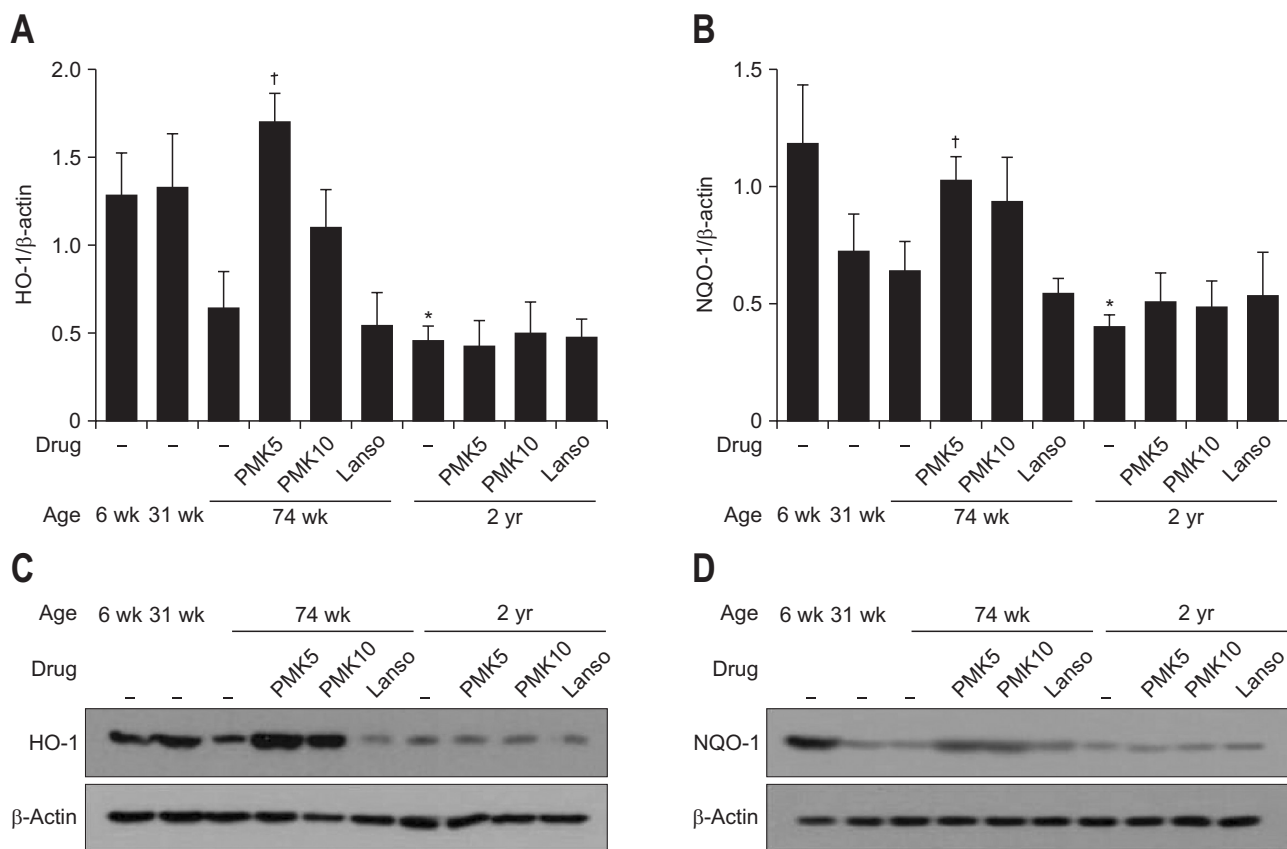 A
HO-1/β-actin
2.0
1.5
1.0
0.5
0
†
*
Drug – – – PMK5 PMK10 Lanso – PMK5 PMK10 Lanso
Age 6 wk 31 wk 74 wk 2 yr
B
NQO-1/β-actin
1.5
1.0
0.5
0
†
*
Drug – – – PMK5 PMK10 Lanso – PMK5 PMK10 Lanso
Age 6 wk 31 wk 74 wk 2 yr
C
Age 6 wk 31 wk 74 wk 2 yr
Drug – – – PMK5 PMK10 Lanso – PMK5 PMK10 Lanso
HO-1
β-Actin
D
Age 6 wk 31 wk 74 wk 2 yr
Drug – – – PMK5 PMK10 Lanso – PMK5 PMK10 Lanso
NQO-1
β-Actin